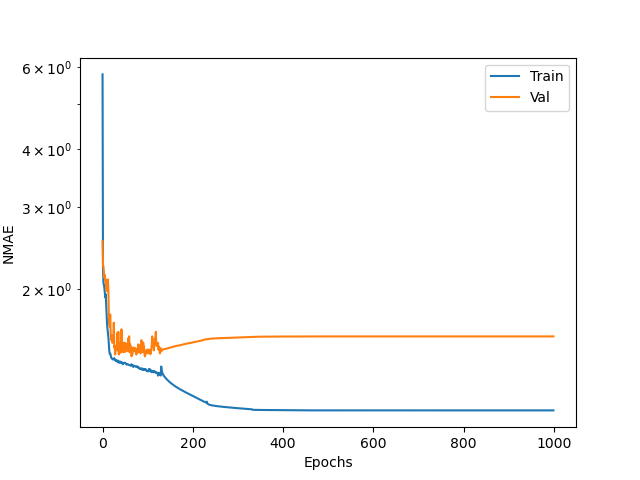 Train
Val
6 × 10⁰
4 × 10⁰
3 × 10⁰
2 × 10⁰
NMAE
0 200 400 600 800 1000
Epochs